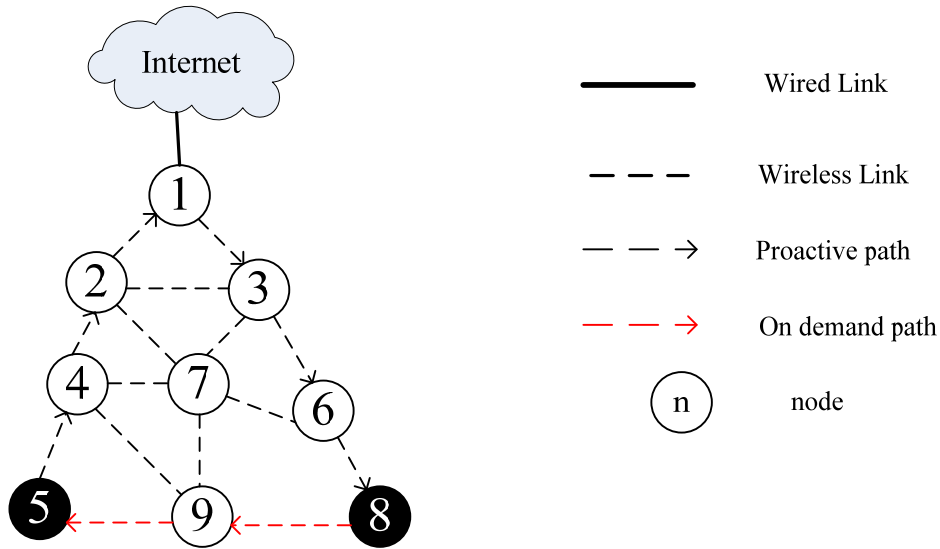 Internet
1
2
3
4
7
6
5
9
8
Wired Link
Wireless Link
Proactive path
On demand path
n
node